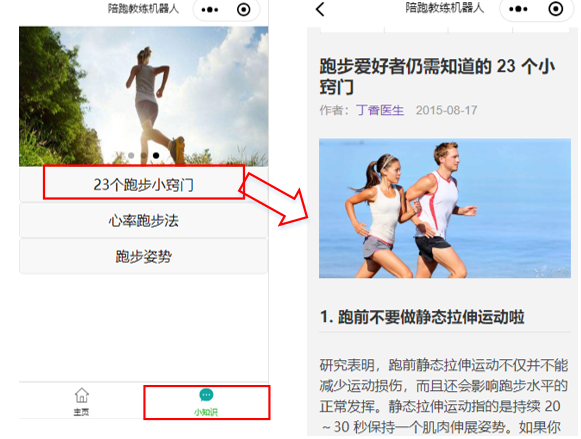 陪跑教练机器人
23个跑步小窍门
心率跑步法
跑步姿势
主页
小知识
陪跑教练机器人
跑步爱好者仍需知道的 23 个小
窍门
作者: 丁香医生 2015-08-17
1. 跑前不要做静态拉伸运动啦
研究表明，跑前静态拉伸运动不仅并不能
减少运动损伤，而且还会影响跑步水平的
正常发挥。静态拉伸运动指的是持续 20
～30 秒保持一个肌肉伸展姿势。如果你